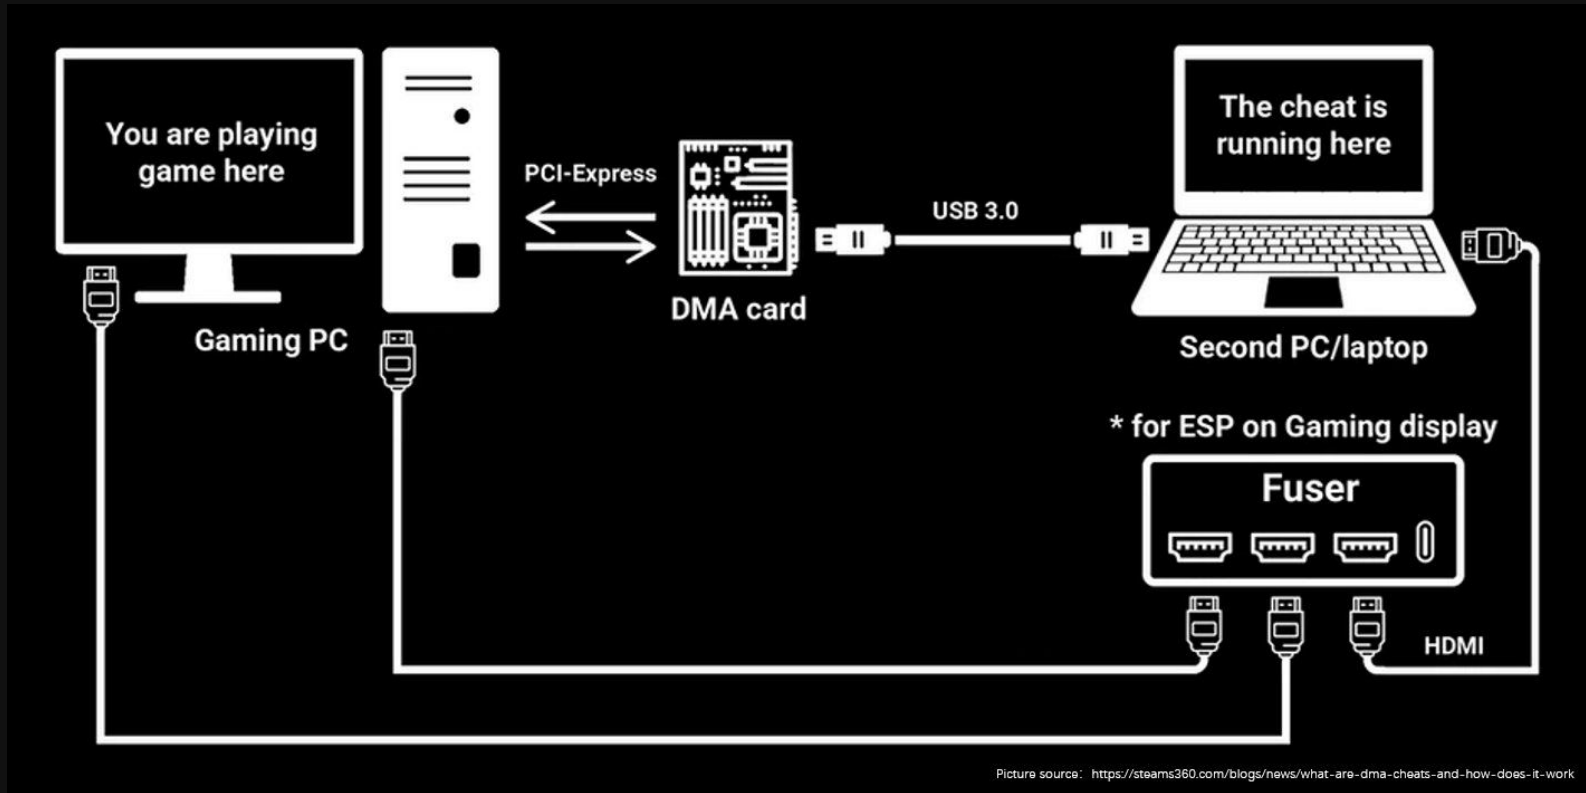 You are playing
game here
PCI-Express
The cheat is
running here
USB 3.0
DMA card
Gaming PC
Second PC/laptop
* for ESP on Gaming display
Fuser
HDMI
Picture source： https://steams360.com/blogs/news/what-are-dma-cheats-and-how-does-it-work